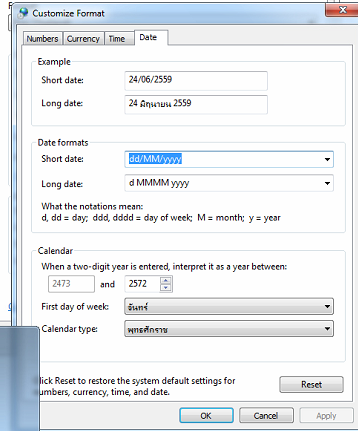 Customize Format
Numbers Currency Time Date
Example
Short date: 24/06/2559
Long date: 24 มิถุนายน 2559
Date formats
Short date: dd/MM/yyyy
Long date: d MMMM yyyy
What the notations mean:
d, dd = day; ddd, dddd = day of week; M = month; y = year
Calendar
When a two-digit year is entered, interpret it as a year between:
2473 and 2572
First day of week: จันทร์
Calendar type: พุทธศักราช
lick Reset to restore the system default settings for
umbers, currency, time, and date.
Reset
OK Cancel Apply